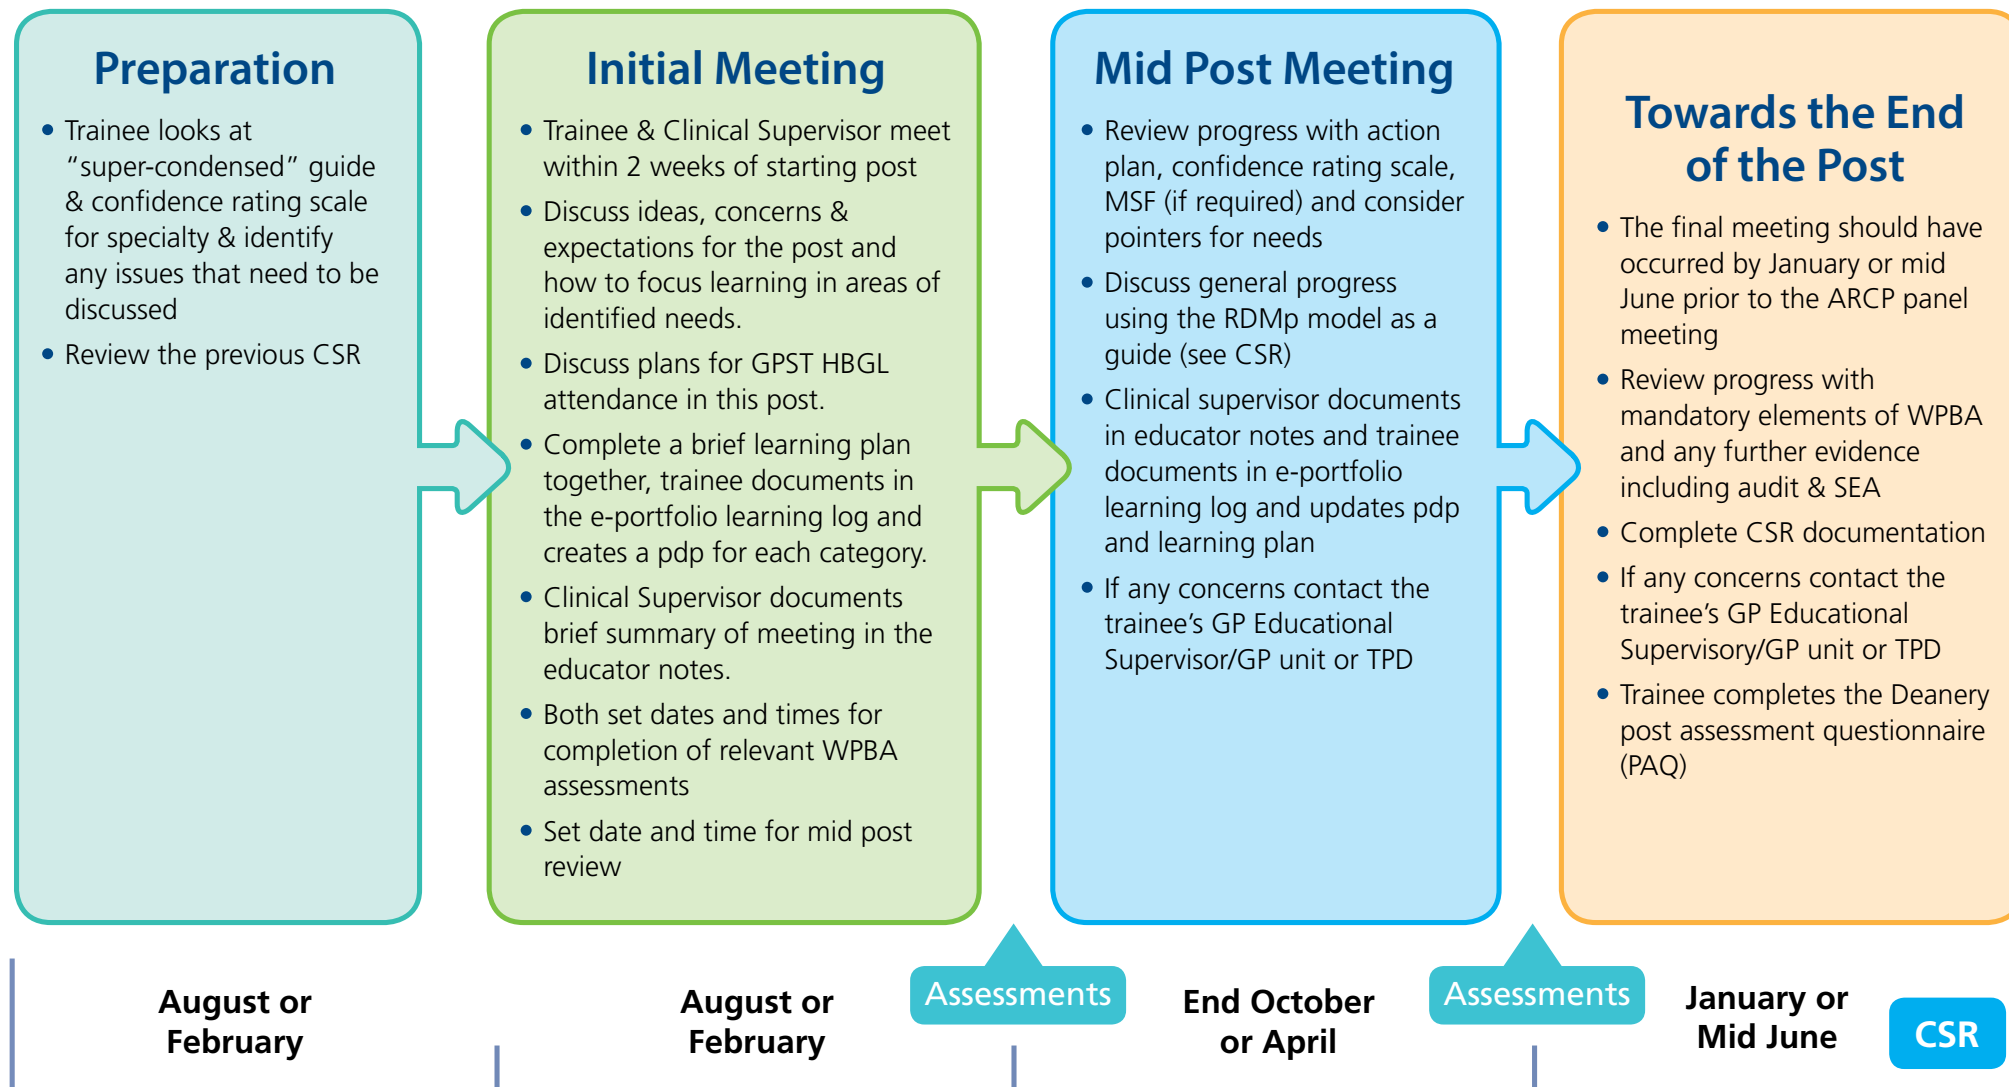 Preparation
• Trainee looks at
“super-condensed” guide
& confidence rating scale
for specialty & identify
any issues that need to be
discussed
• Review the previous CSR
Initial Meeting
• Trainee & Clinical Supervisor meet
within 2 weeks of starting post
• Discuss ideas, concerns &
expectations for the post and
how to focus learning in areas of
identified needs.
• Discuss plans for GPST HBGL
attendance in this post.
• Complete a brief learning plan
together, trainee documents in
the e-portfolio learning log and
creates a pdp for each category.
• Clinical Supervisor documents
brief summary of meeting in the
educator notes.
• Both set dates and times for
completion of relevant WPBA
assessments
• Set date and time for mid post
review
Mid Post Meeting
• Review progress with action
plan, confidence rating scale,
MSF (if required) and consider
pointers for needs
• Discuss general progress
using the RDMp model as a
guide (see CSR)
• Clinical supervisor documents
in educator notes and trainee
documents in e-portfolio
learning log and updates pdp
and learning plan
• If any concerns contact the
trainee’s GP Educational
Supervisor/GP unit or TPD
Towards the End
of the Post
• The final meeting should have
occurred by January or mid
June prior to the ARCP panel
meeting
• Review progress with
mandatory elements of WPBA
and any further evidence
including audit & SEA
• Complete CSR documentation
• If any concerns contact the
trainee’s GP Educational
Supervisory/GP unit or TPD
• Trainee completes the Deanery
post assessment questionnaire
(PAQ)
August or
February
August or
February
Assessments
End October
or April
Assessments
January or
Mid June
CSR